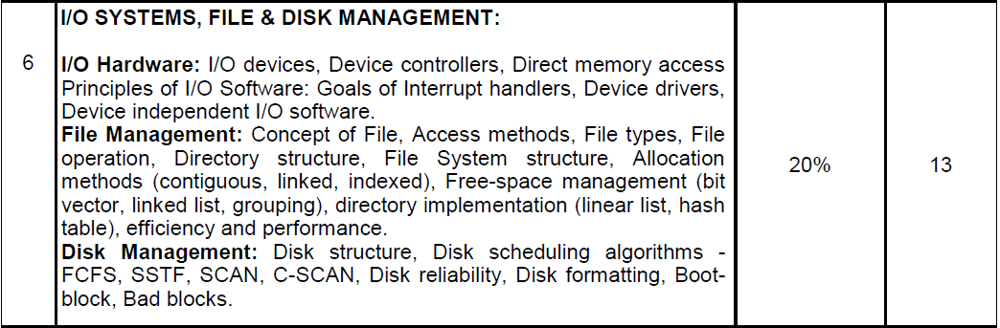 I/O SYSTEMS, FILE & DISK MANAGEMENT:
6
I/O Hardware: I/O devices, Device controllers, Direct memory access
Principles of I/O Software: Goals of Interrupt handlers, Device drivers,
Device independent I/O software.
File Management: Concept of File, Access methods, File types, File
operation, Directory structure, File System structure, Allocation
methods (contiguous, linked, indexed), Free-space management (bit
vector, linked list, grouping), directory implementation (linear list, hash
table), efficiency and performance.
Disk Management: Disk structure, Disk scheduling algorithms -
FCFS, SSTF, SCAN, C-SCAN, Disk reliability, Disk formatting, Boot-
block, Bad blocks.
20%
13